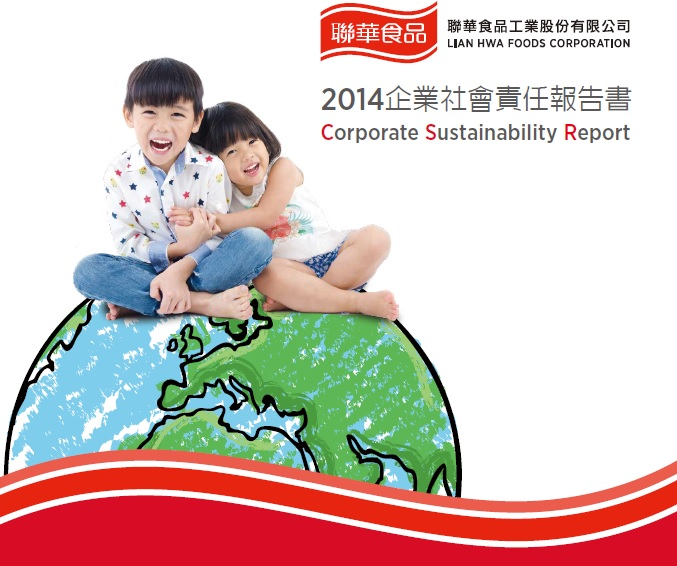 聯華食品
聯華食品工業股份有限公司
LIAN HWA FOODS CORPORATION
2014企業社會責任報告書
Corporate Sustainability Report